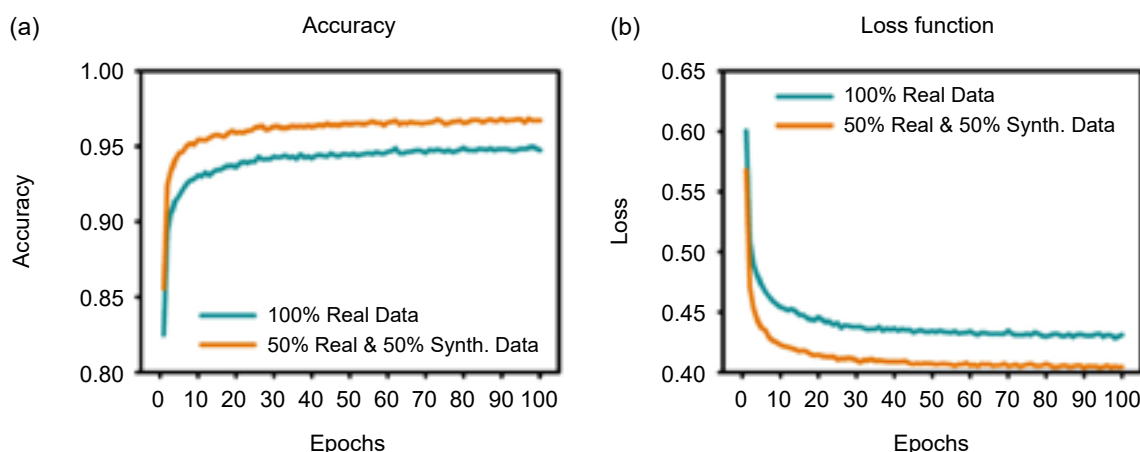 (a) Accuracy
1.00
0.95
0.90
0.85
0.80
Accuracy
100% Real Data
50% Real & 50% Synth. Data
0 10 20 30 40 50 60 70 80 90 100
Epochs
(b) Loss function
0.65
0.60
0.55
0.50
0.45
0.40
Loss
100% Real Data
50% Real & 50% Synth. Data
0 10 20 30 40 50 60 70 80 90 100
Epochs